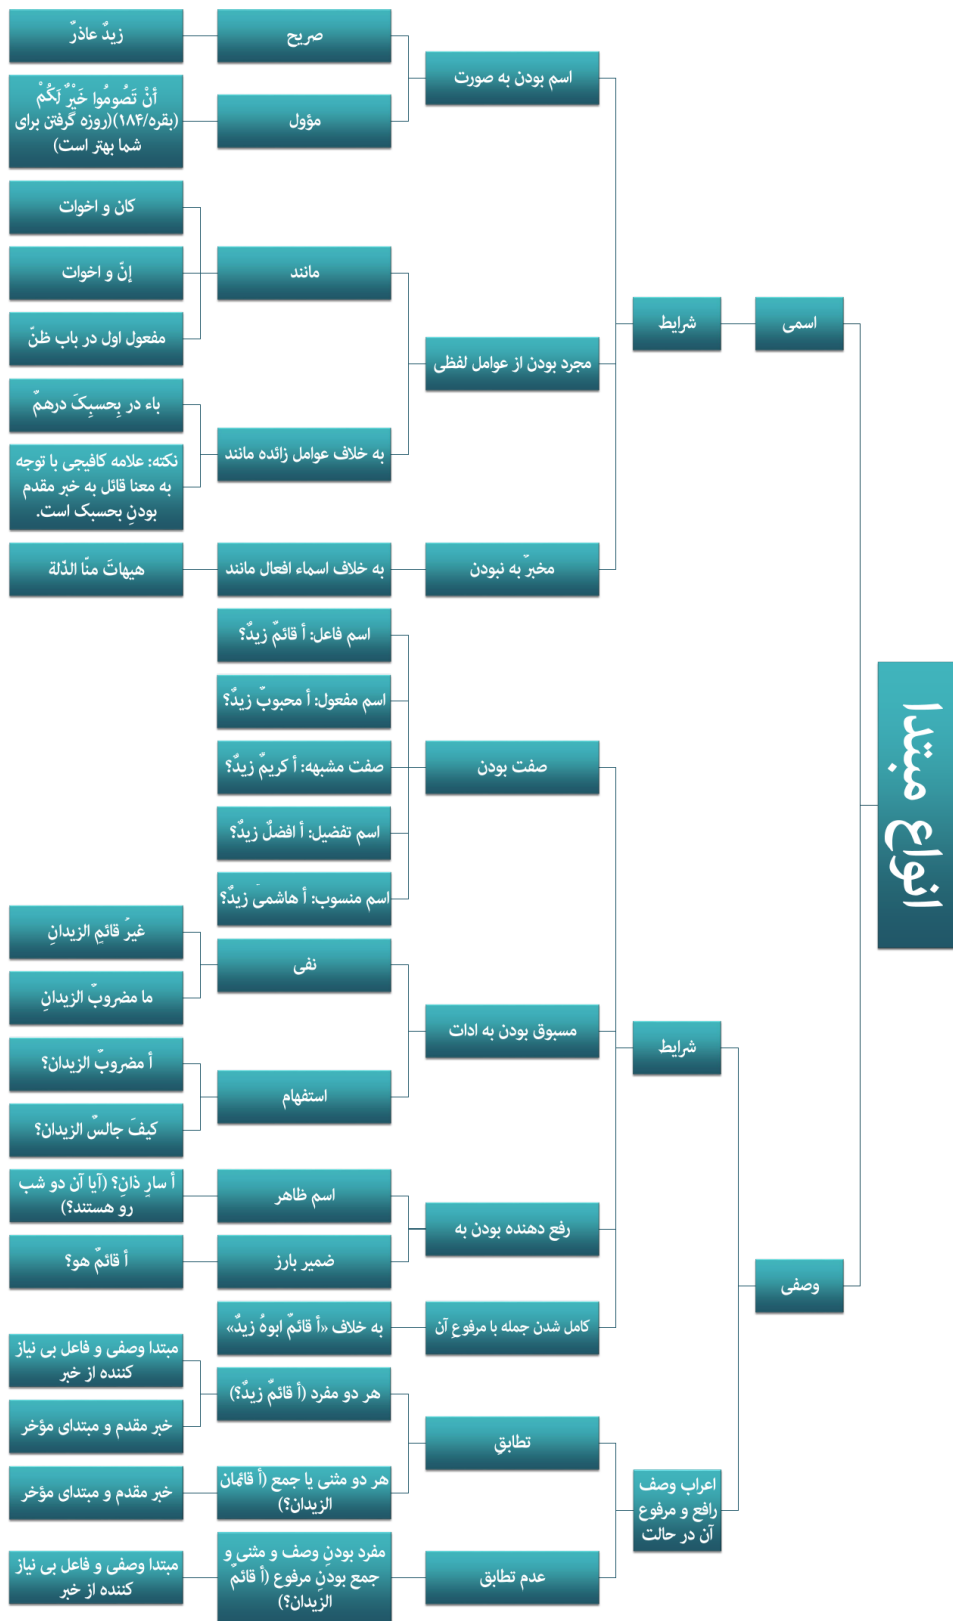 انواع مبتدا
اسمی
شرایط
اسم بودن به صورت
صریح
زیدٌ عاذرٌ
مؤول
أَنْ تَصُومُوا خَيْرٌ لَكُمْ
(بقره/۱۸۴)(روزه گرفتن برای
شما بهتر است)
مجرد بودن از عوامل لفظی
مانند
کان و اخوات
إنّ و اخوات
مفعول اول در باب ظنّ
به خلاف عوامل زائده مانند
باء در بِحسبِکَ درهمٌ
نکته: علامه کافیجی با توجه
به معنا قائل به خبر مقدم
بودنِ بحسبک است.
مخبرٌ به نبودن
به خلاف اسماء افعال مانند
هیهاتَ منّا الذّلة
وصفی
شرایط
صفت بودن
اسم فاعل: أ قائمٌ زیدٌ؟
اسم مفعول: أ محبوبٌ زیدٌ؟
صفت مشبهه: أ کریمٌ زیدٌ؟
اسم تفضیل: أ افضلٌ زیدٌ؟
اسم منسوب: أ هاشمیَ زیدٌ؟
مسبوق بودن به ادات
نفی
غیرُ قائمٍ الزیدانِ
ما مضروبٌ الزیدانِ
استفهام
أ مضروبٌ الزیدان؟
کیفَ جالسٌ الزیدان؟
رفع دهنده بودن به
اسم ظاهر
أ سارٍ ذانِ؟ (آیا آن دو شب
رو هستند؟)
ضمیر بارز
أ قائمٌ هو؟
کامل شدن جمله با مرفوعِ آن
به خلاف «أ قائمٌ ابوهُ زیدٌ»
اعراب وصف
رافع و مرفوع
آن در حالت
تطابقِ
هر دو مفرد (أ قائمٌ زیدٌ؟)
مبتدا وصفی و فاعل بی نیاز
کننده از خبر
خبر مقدم و مبتدای مؤخر
هر دو مثنی یا جمع (أ قائمان
الزیدان؟)
خبر مقدم و مبتدای مؤخر
عدم تطابق
مفرد بودنِ وصف و مثنی و
جمع بودنِ مرفوع (أ قائمٌ
الزیدان؟)
مبتدا وصفی و فاعل بی نیاز
کننده از خبر